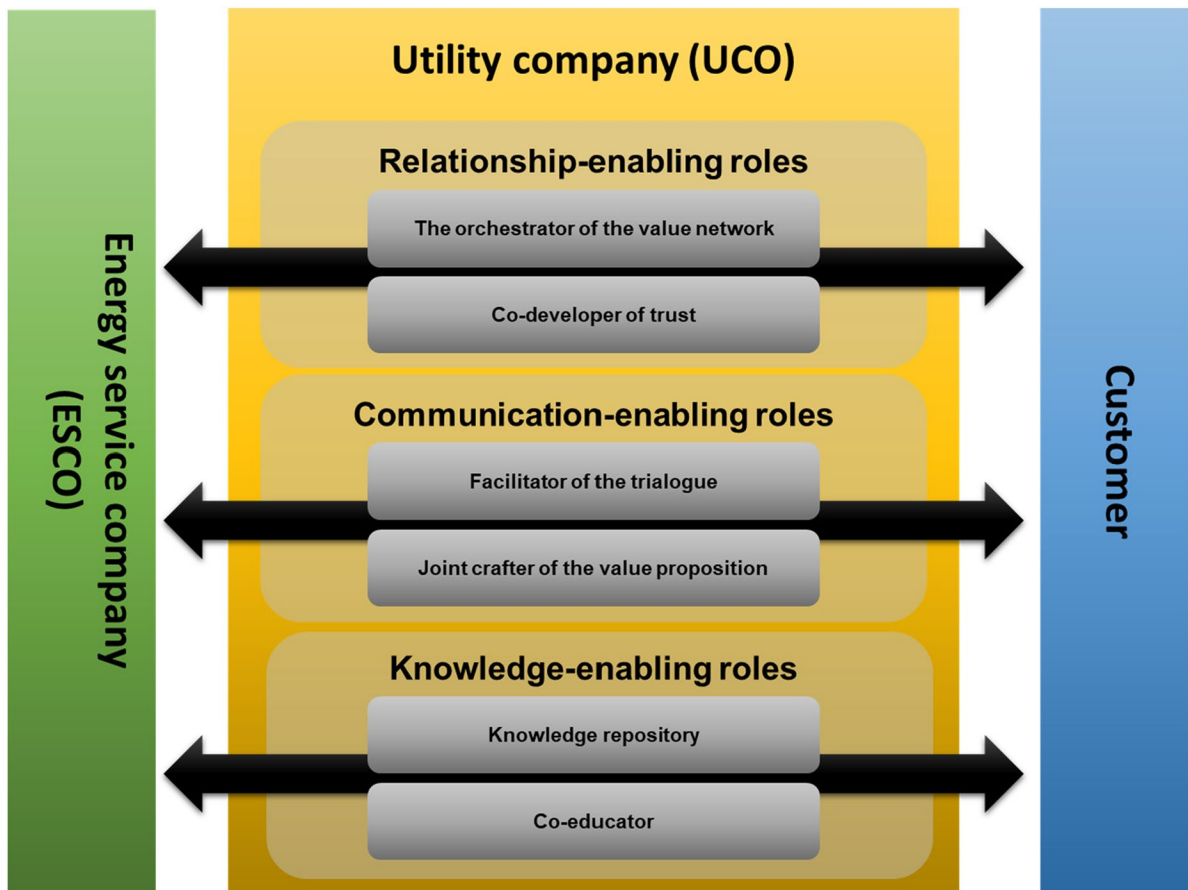 Utility company (UCO)
Relationship-enabling roles
The orchestrator of the value network
Co-developer of trust
Communication-enabling roles
Facilitator of the trialogue
Joint crafter of the value proposition
Knowledge-enabling roles
Knowledge repository
Co-educator
Energy service company
(ESCO)
Customer